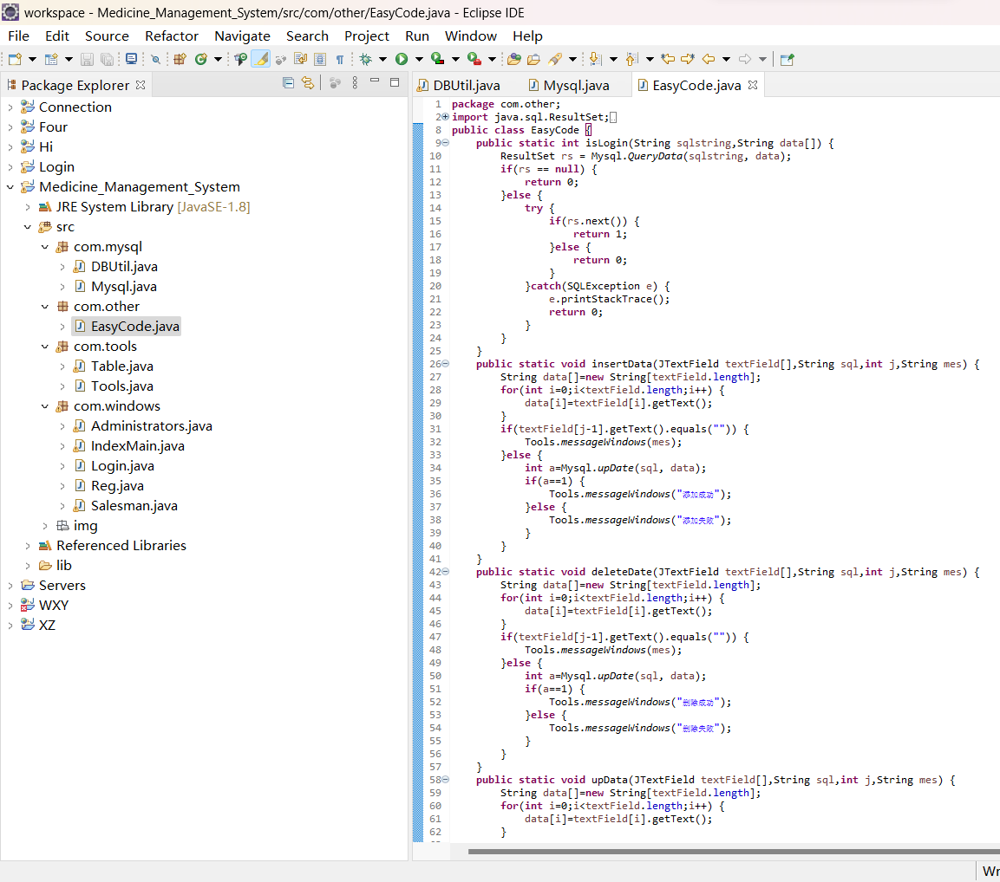 workspace - Medicine_Management_System/src/com/other/EasyCode.java - Eclipse IDE
File Edit Source Refactor Navigate Search Project Run Window Help
Package Explorer
Connection
Four
Hi
Login
Medicine_Management_System
JRE System Library [JavaSE-1.8]
src
com.mysql
DBUtil.java
Mysql.java
com.other
EasyCode.java
com.tools
Table.java
Tools.java
com.windows
Administrators.java
IndexMain.java
Login.java
Reg.java
Salesman.java
img
Referenced Libraries
lib
Servers
WXY
XZ
DBUtil.java Mysql.java EasyCode.java
1 package com.other;
2 import java.sql.ResultSet;
8 public class EasyCode {
9 public static int isLogin(String sqlstring,String data[]) {
10 ResultSet rs = Mysql.QueryData(sqlstring, data);
11 if(rs == null) {
12 return 0;
13 }else {
14 try {
15 if(rs.next()) {
16 return 1;
17 }else {
18 return 0;
19 }
20 }catch(SQLException e) {
21 e.printStackTrace();
22 return 0;
23 }
24 }
25 }
26 public static void insertData(JTextField textField[],String sql,int j,String mes) {
27 String data[]=new String[textField.length];
28 for(int i=0;i<textField.length;i++) {
29 data[i]=textField[i].getText();
30 }
31 if(textField[j-1].getText().equals("")) {
32 Tools.messageWindows(mes);
33 }else {
34 int a=Mysql.upDate(sql, data);
35 if(a==1) {
36 Tools.messageWindows("添加成功");
37 }else {
38 Tools.messageWindows("添加失败");
39 }
40 }
41 }
42 public static void deleteDate(JTextField textField[],String sql,int j,String mes) {
43 String data[]=new String[textField.length];
44 for(int i=0;i<textField.length;i++) {
45 data[i]=textField[i].getText();
46 }
47 if(textField[j-1].getText().equals("")) {
48 Tools.messageWindows(mes);
49 }else {
50 int a=Mysql.upDate(sql, data);
51 if(a==1) {
52 Tools.messageWindows("删除成功");
53 }else {
54 Tools.messageWindows("删除失败");
55 }
56 }
57 }
58 public static void upData(JTextField textField[],String sql,int j,String mes) {
59 String data[]=new String[textField.length];
60 for(int i=0;i<textField.length;i++) {
61 data[i]=textField[i].getText();
62 }